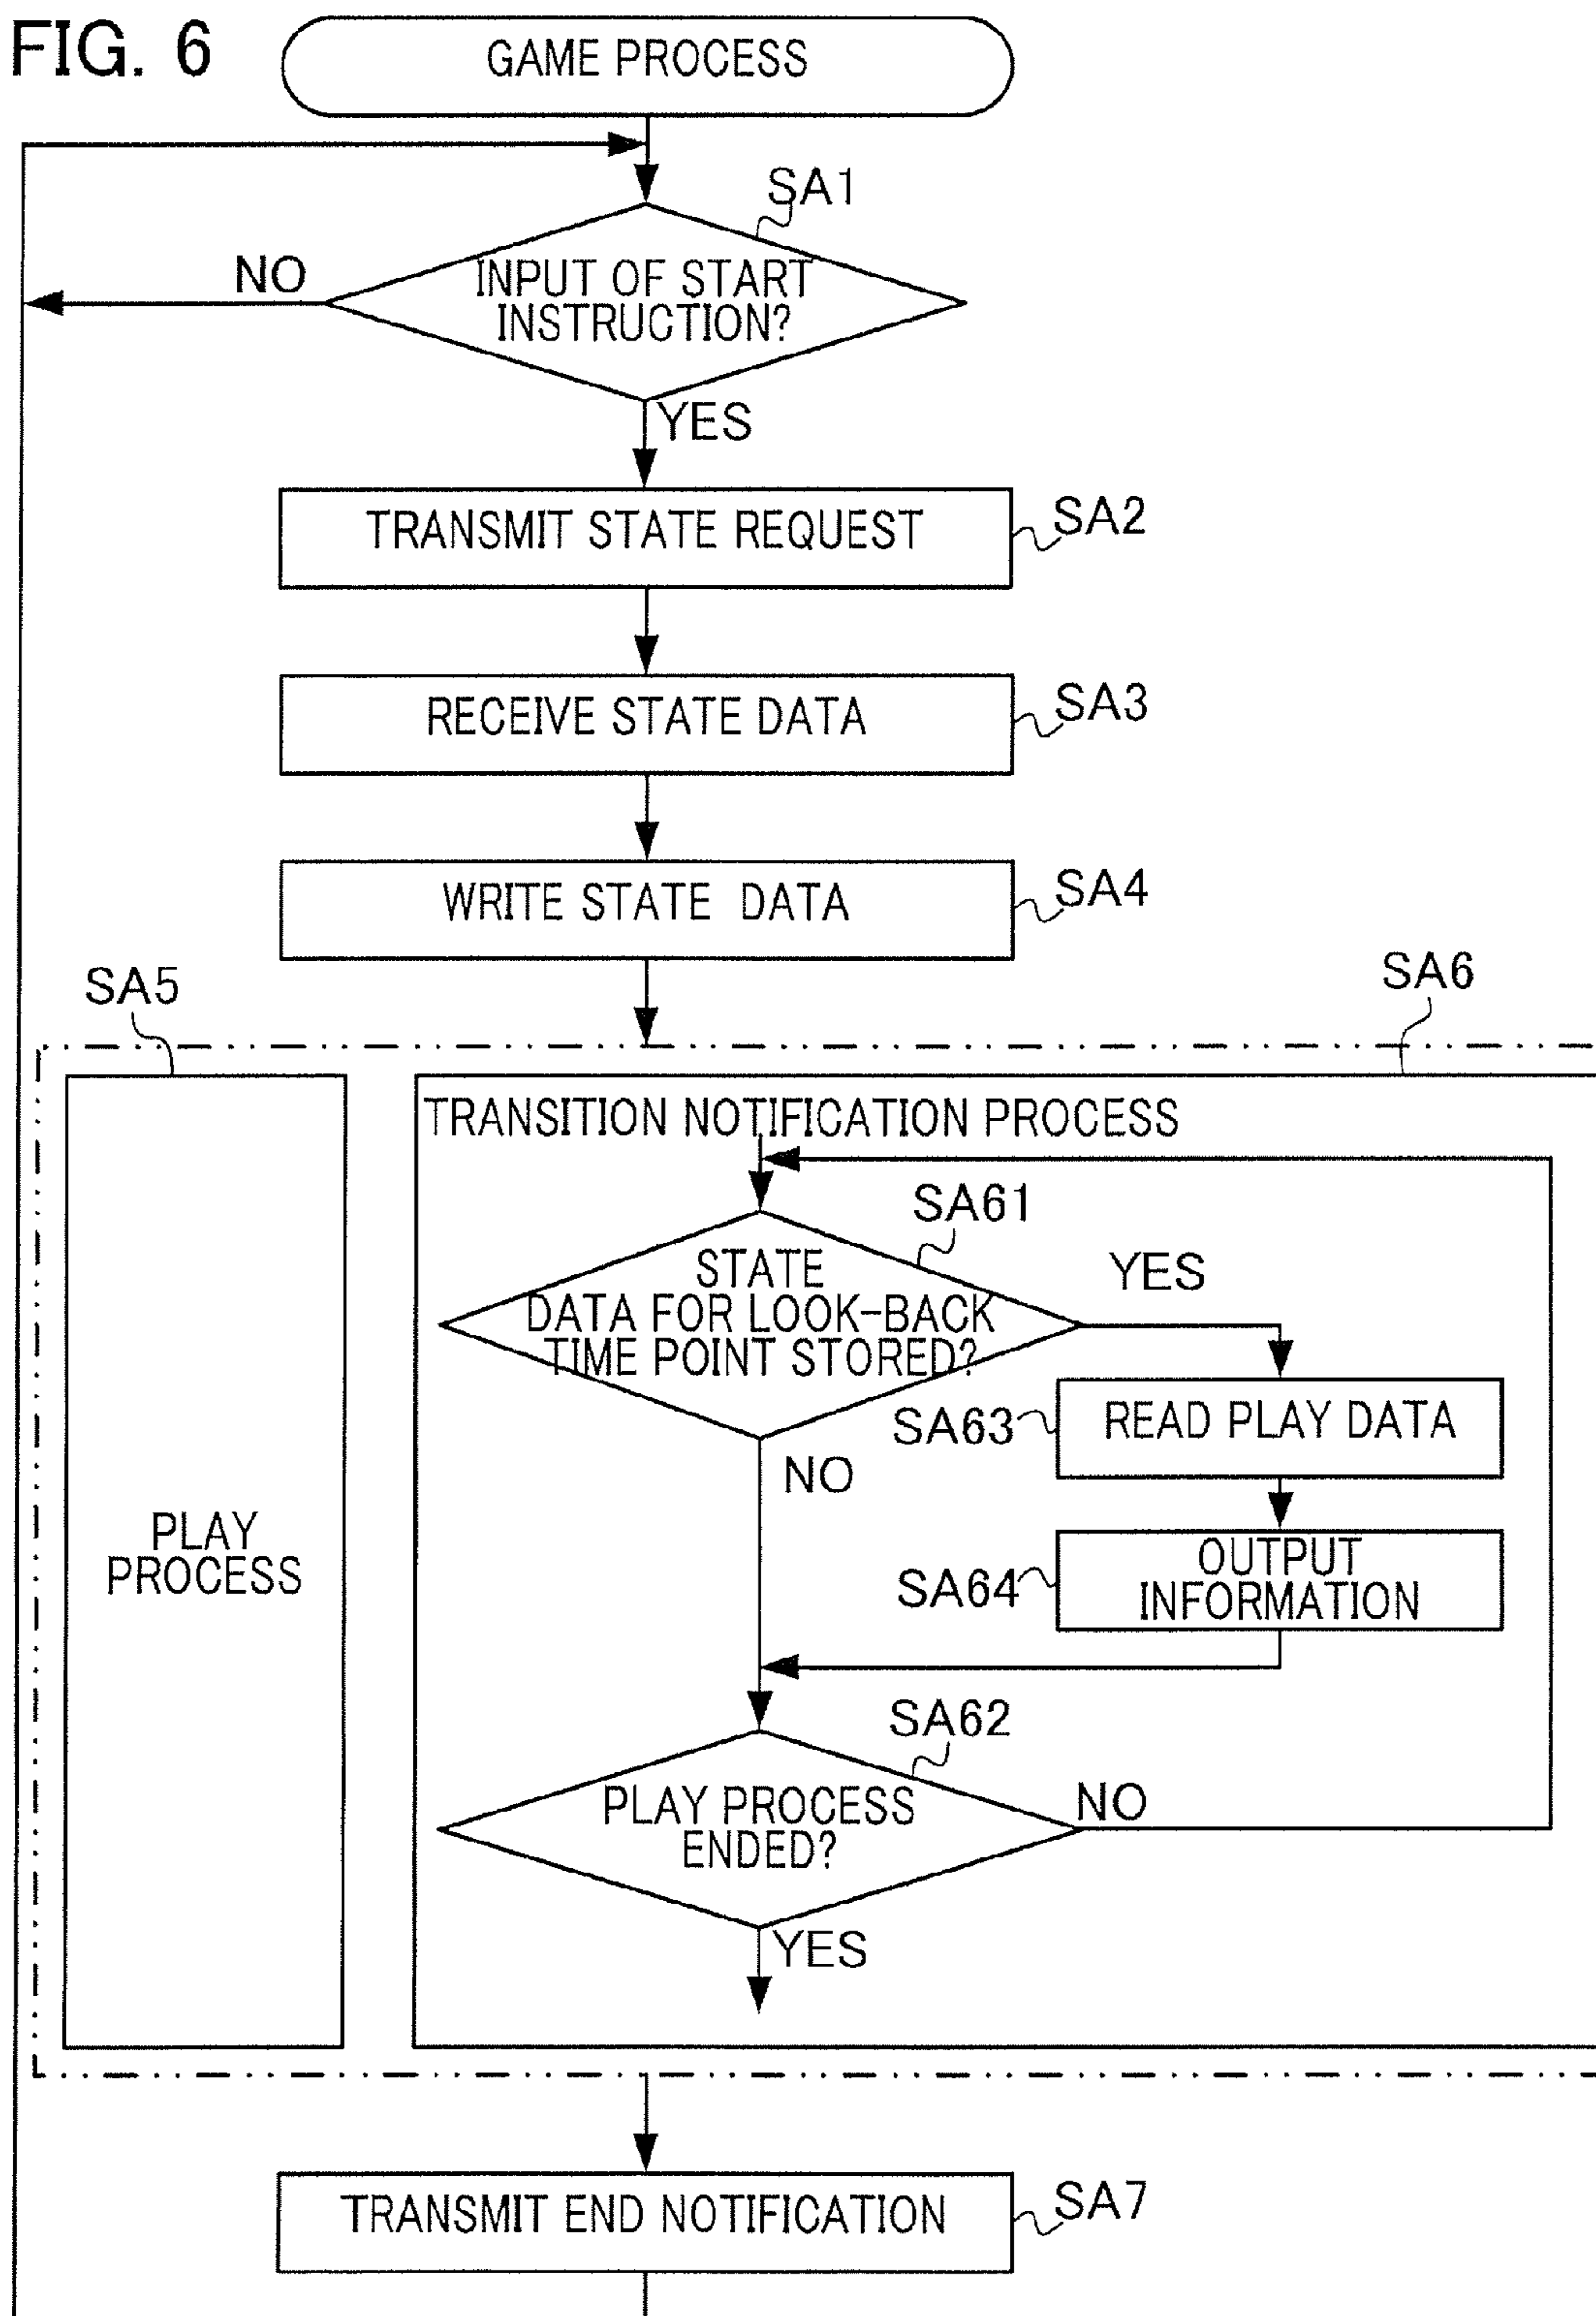 FIG. 6
GAME PROCESS
SA1
NO
INPUT OF START
INSTRUCTION?
YES
TRANSMIT STATE REQUEST
SA2
RECEIVE STATE DATA
SA3
WRITE STATE DATA
SA4
SA5
SA6
TRANSITION NOTIFICATION PROCESS
SA61
STATE
DATA FOR LOOK-BACK
TIME POINT STORED?
YES
SA63
READ PLAY DATA
NO
PLAY
PROCESS
SA64
OUTPUT
INFORMATION
SA62
PLAY PROCESS
ENDED?
NO
YES
TRANSMIT END NOTIFICATION
SA7